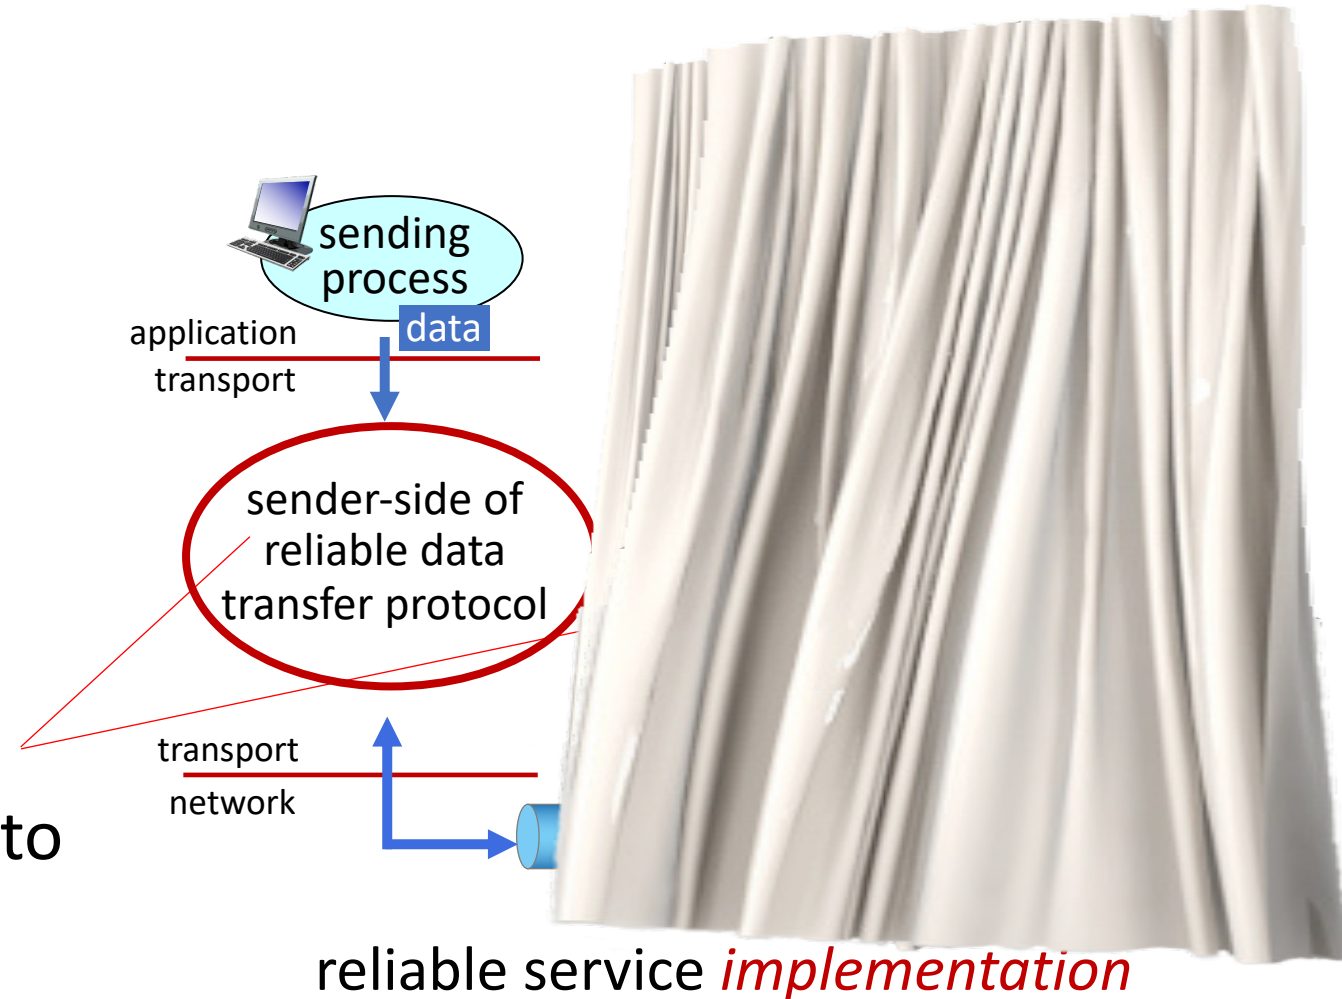 sending
process
data
application
transport
sender-side of
reliable data
transfer protocol
transport
network
to
reliable service implementation